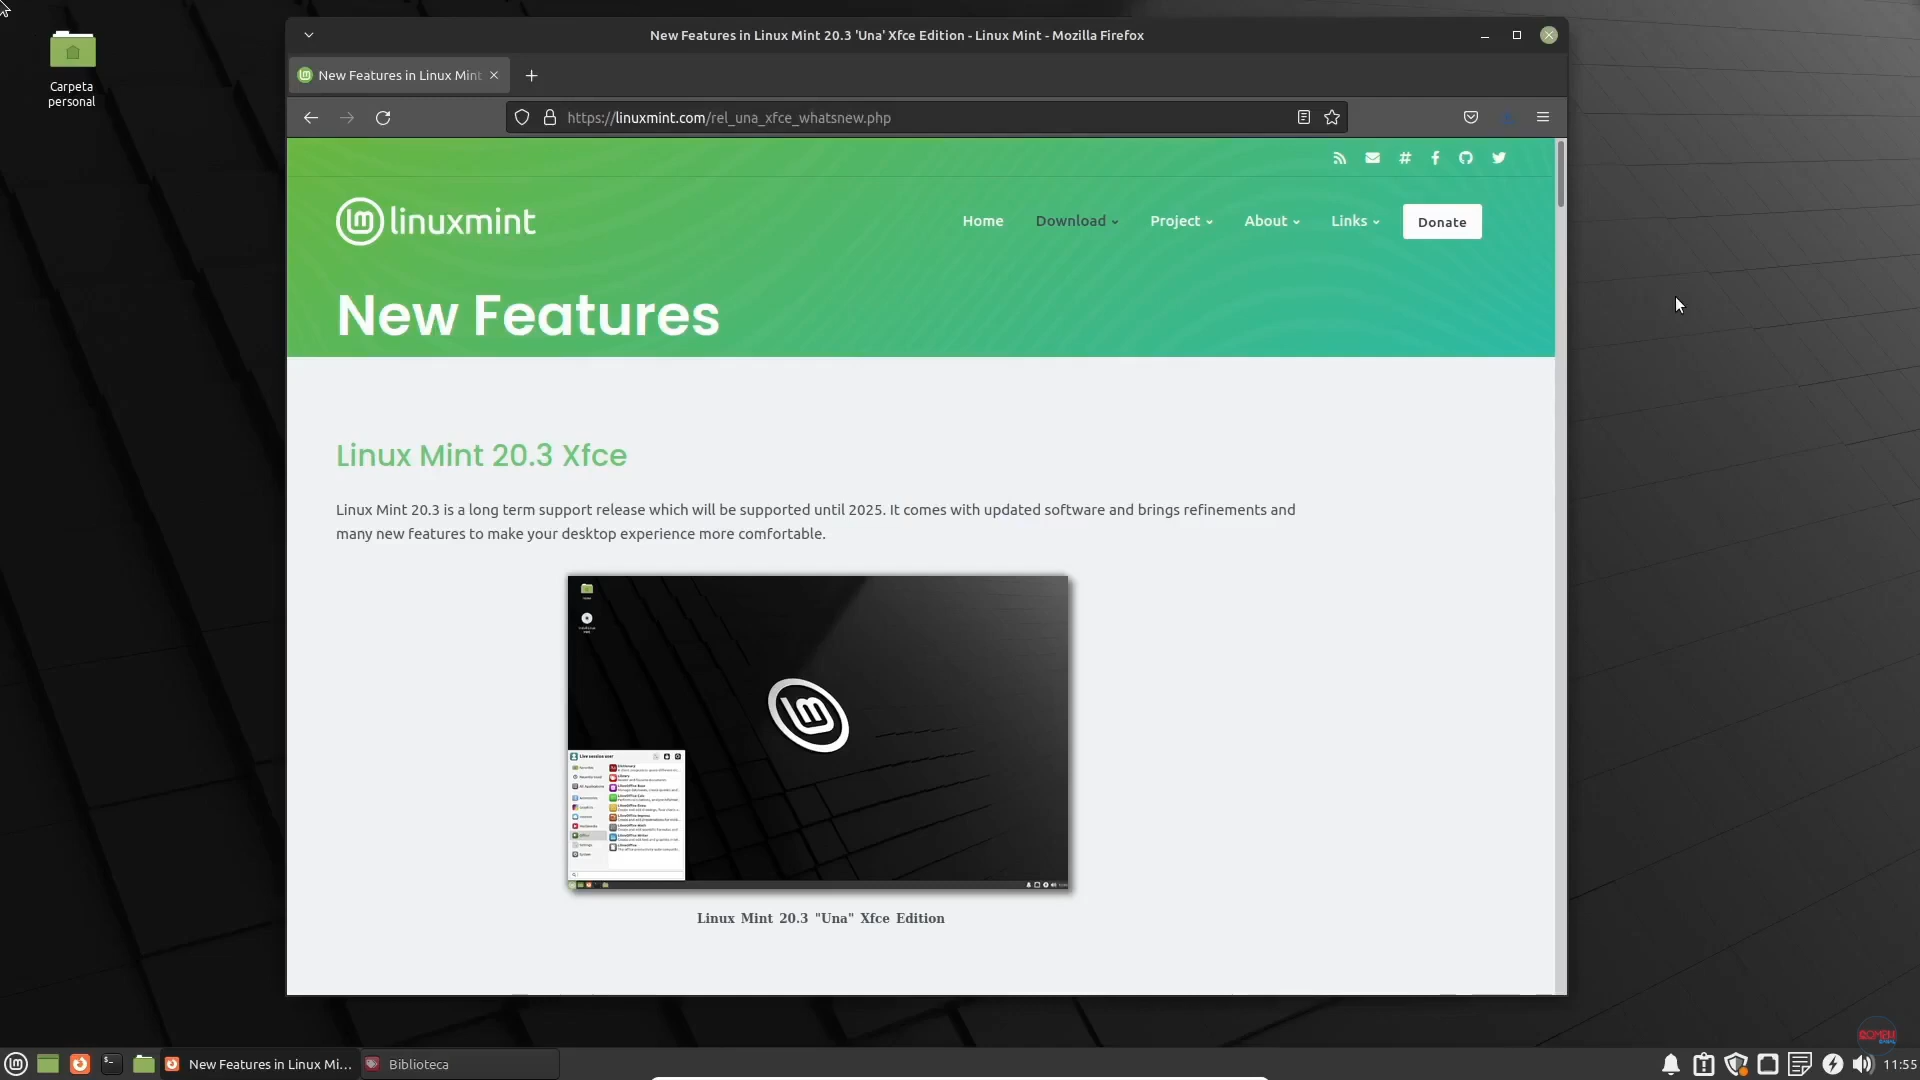 New Features in Linux Mint 20.3 'Una' Xfce Edition - Linux Mint - Mozilla Firefox
Carpeta
personal
New Features in Linux Mint
https://linuxmint.com/rel_una_xfce_whatsnew.php
linuxmint
Home
Download
Project
About
Links
Donate
New Features
Linux Mint 20.3 Xfce
Linux Mint 20.3 is a long term support release which will be supported until 2025. It comes with updated software and brings refinements and
many new features to make your desktop experience more comfortable.
Linux Mint 20.3 "Una" Xfce Edition
New Features in Linux Mi...
Biblioteca
11:55